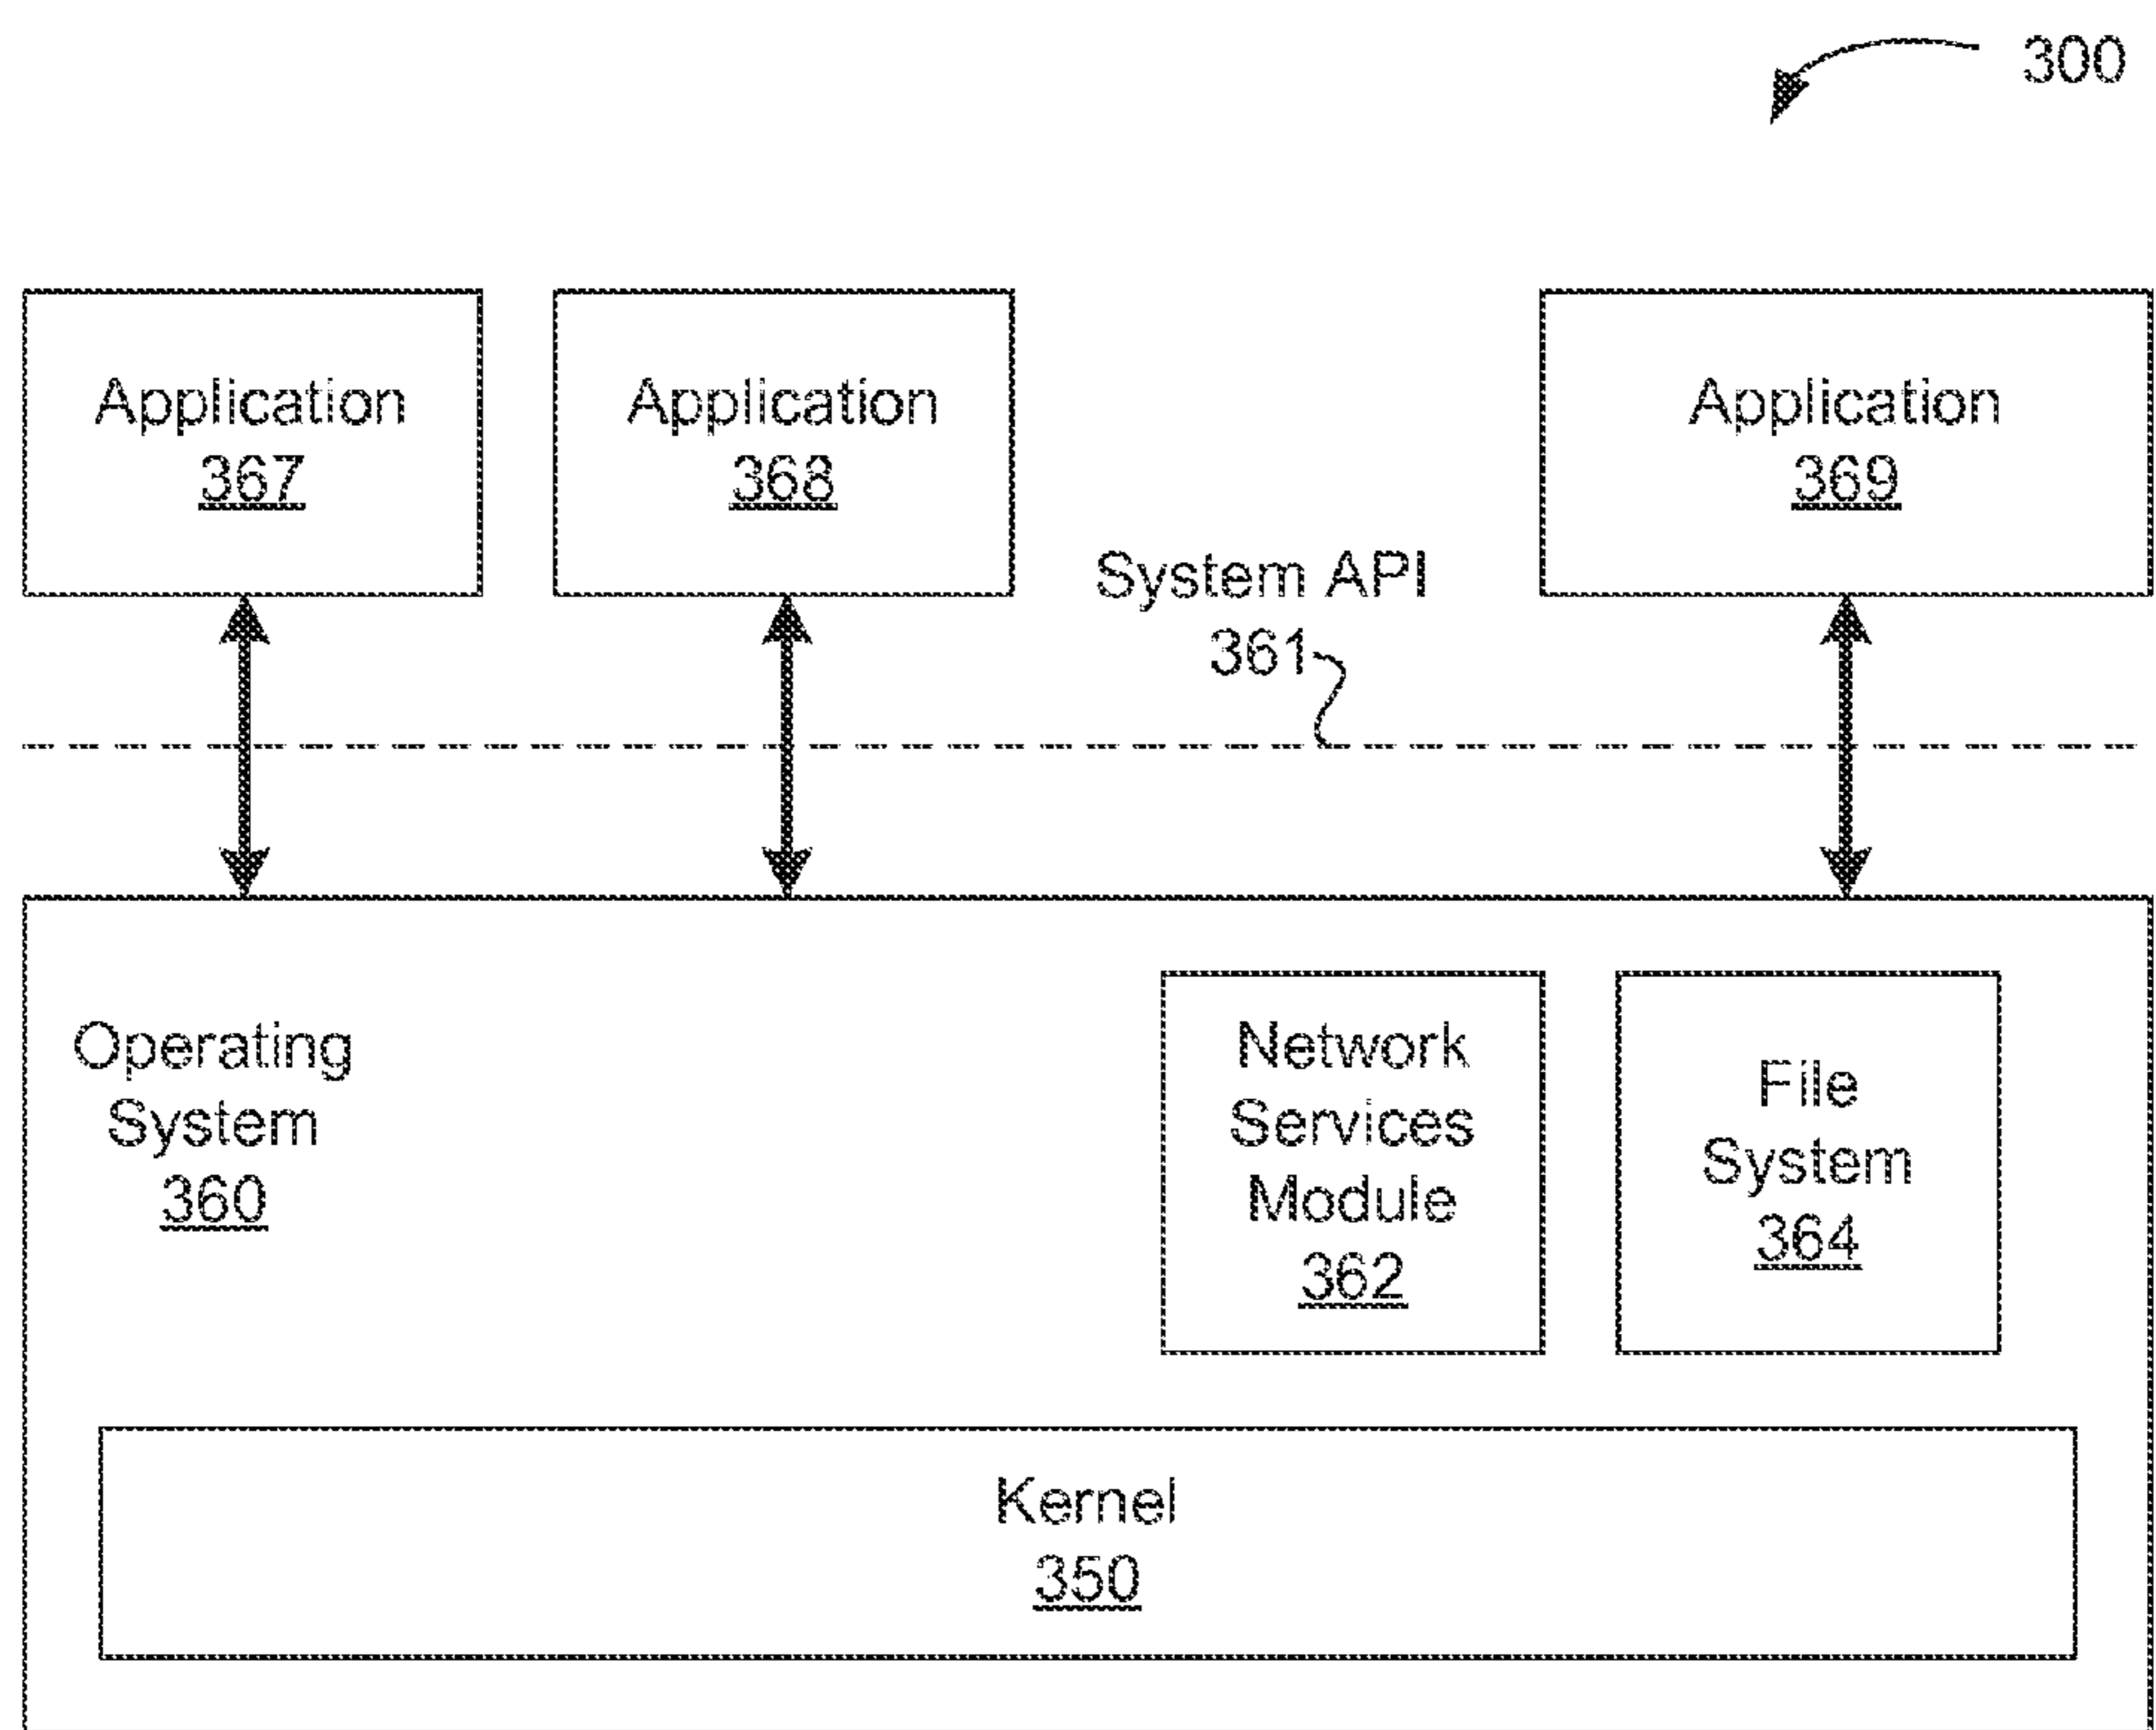 300
Application
367
Application
368
Application
369
System API
361
Operating
System
360
Network
Services
Module
362
File
System
364
Kernel
350